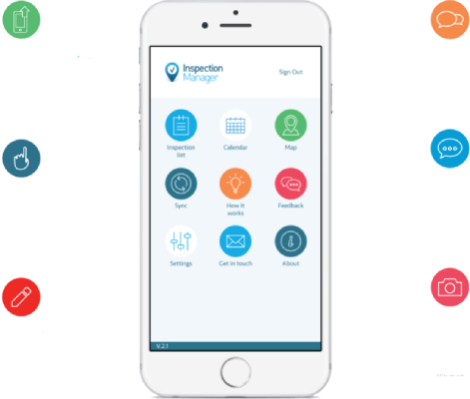 Inspection
Manager
Sign Out
Inspection
list
Calendar
Map
Sync
How it
works
Feedback
Settings
Get in touch
About
V.2.1